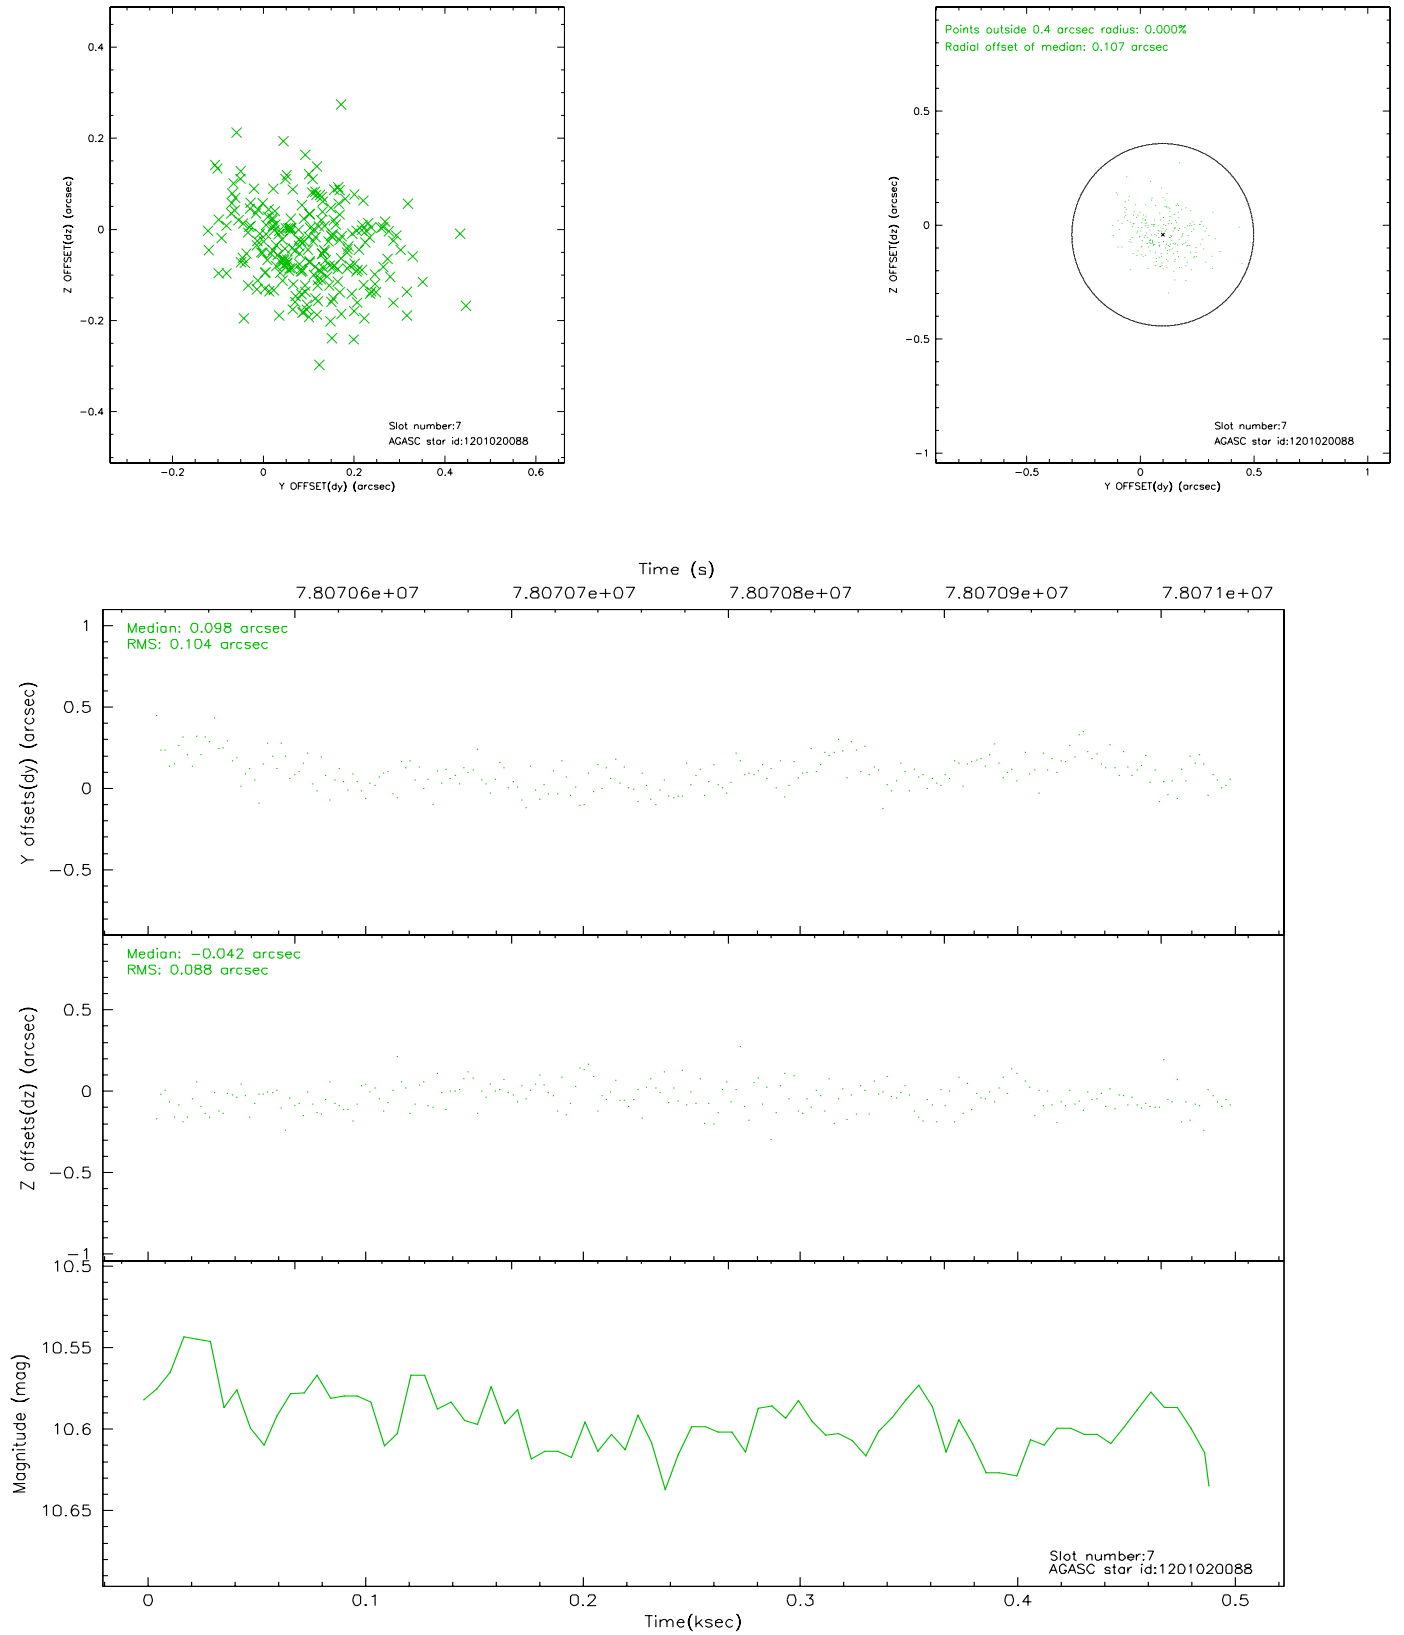 0.4
0.2
0
−0.2
−0.4
Z OFFSET(dz) (arcsec)
Slot number:7
AGASC star id:1201020088
−0.2 0 0.2 0.4 0.6
Y OFFSET(dy) (arcsec)
Points outside 0.4 arcsec radius: 0.000%
Radial offset of median: 0.107 arcsec
0.5
0
−0.5
−1
Z OFFSET(dz) (arcsec)
Slot number:7
AGASC star id:1201020088
−0.5 0 0.5 1
Y OFFSET(dy) (arcsec)
Time (s)
7.80706e+07 7.80707e+07 7.80708e+07 7.80709e+07 7.8071e+07
Median: 0.098 arcsec
RMS: 0.104 arcsec
1
0.5
0
−0.5
Y offsets(dy) (arcsec)
Median: −0.042 arcsec
RMS: 0.088 arcsec
0.5
0
−0.5
−1
Z offsets(dz) (arcsec)
10.5
10.55
10.6
10.65
Magnitude (mag)
Slot number:7
AGASC star id:1201020088
0 0.1 0.2 0.3 0.4 0.5
Time(ksec)